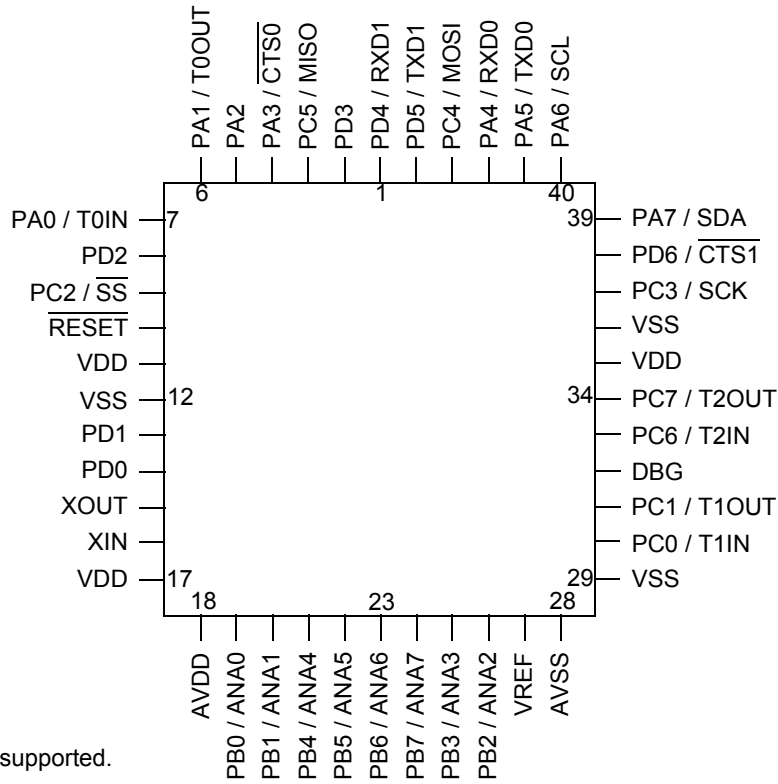 PA1 / T0OUT
PA2
PA3 / CTS0
PC5 / MISO
PD3
PD4 / RXD1
PD5 / TXD1
PC4 / MOSI
PA4 / RXD0
PA5 / TXD0
PA6 / SCL
6
1
40
PA0 / T0IN
7
39
PA7 / SDA
PD2
PD6 / CTS1
PC2 / SS
PC3 / SCK
RESET
VSS
VDD
VDD
VSS
12
34
PC7 / T2OUT
PD1
PC6 / T2IN
PD0
DBG
XOUT
PC1 / T1OUT
XIN
PC0 / T1IN
VDD
17
29
VSS
18
23
28
AVDD
PB0 / ANA0
PB1 / ANA1
PB4 / ANA4
PB5 / ANA5
PB6 / ANA6
PB7 / ANA7
PB3 / ANA3
PB2 / ANA2
VREF
AVSS
supported.